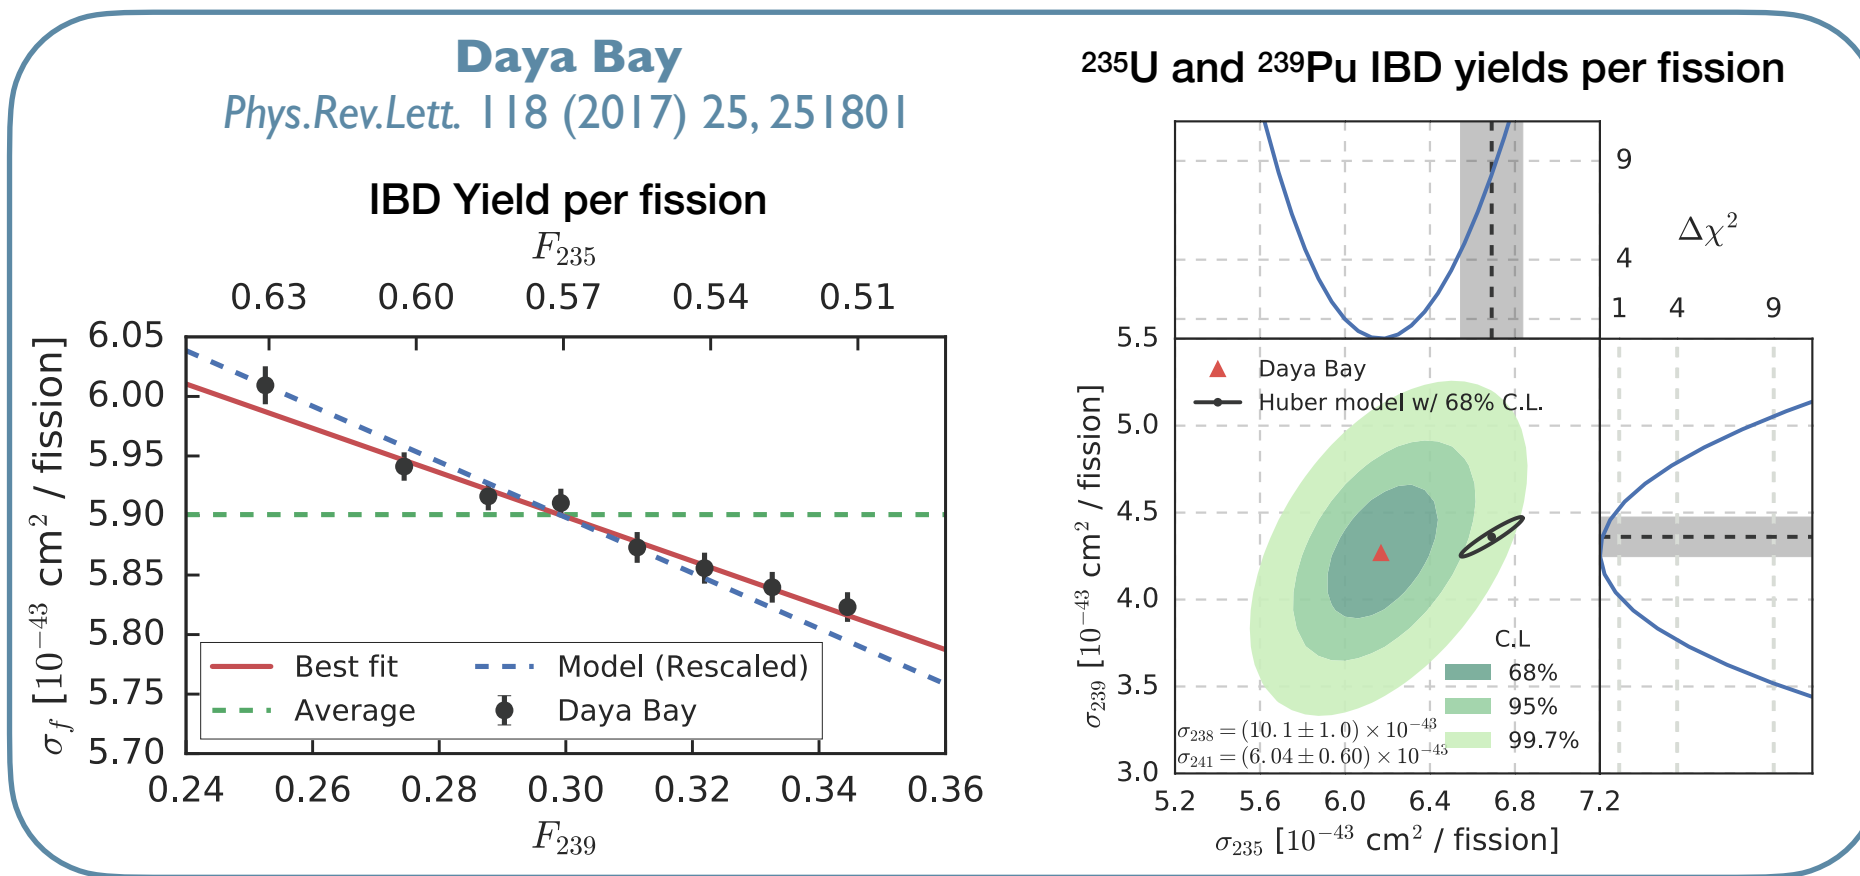 Daya Bay
Phys.Rev.Lett. 118 (2017) 25, 251801
IBD Yield per fission
F235
0.63 0.60 0.57 0.54 0.51
6.05
6.00
5.95
5.90
5.85
5.80
5.75
5.70
σf [10−43 cm2 / fission]
Best fit
Model (Rescaled)
Average
Daya Bay
0.24 0.26 0.28 0.30 0.32 0.34 0.36
F239
235U and 239Pu IBD yields per fission
9
4
Δχ2
1 4 9
5.5
5.0
4.5
4.0
3.5
3.0
σ239 [10−43 cm2 / fission]
Daya Bay
Huber model w/ 68% C.L.
C.L
68%
95%
99.7%
σ238 = (10.1 ± 1.0) × 10−43
σ241 = (6.04 ± 0.60) × 10−43
5.2 5.6 6.0 6.4 6.8 7.2
σ235 [10−43 cm2 / fission]